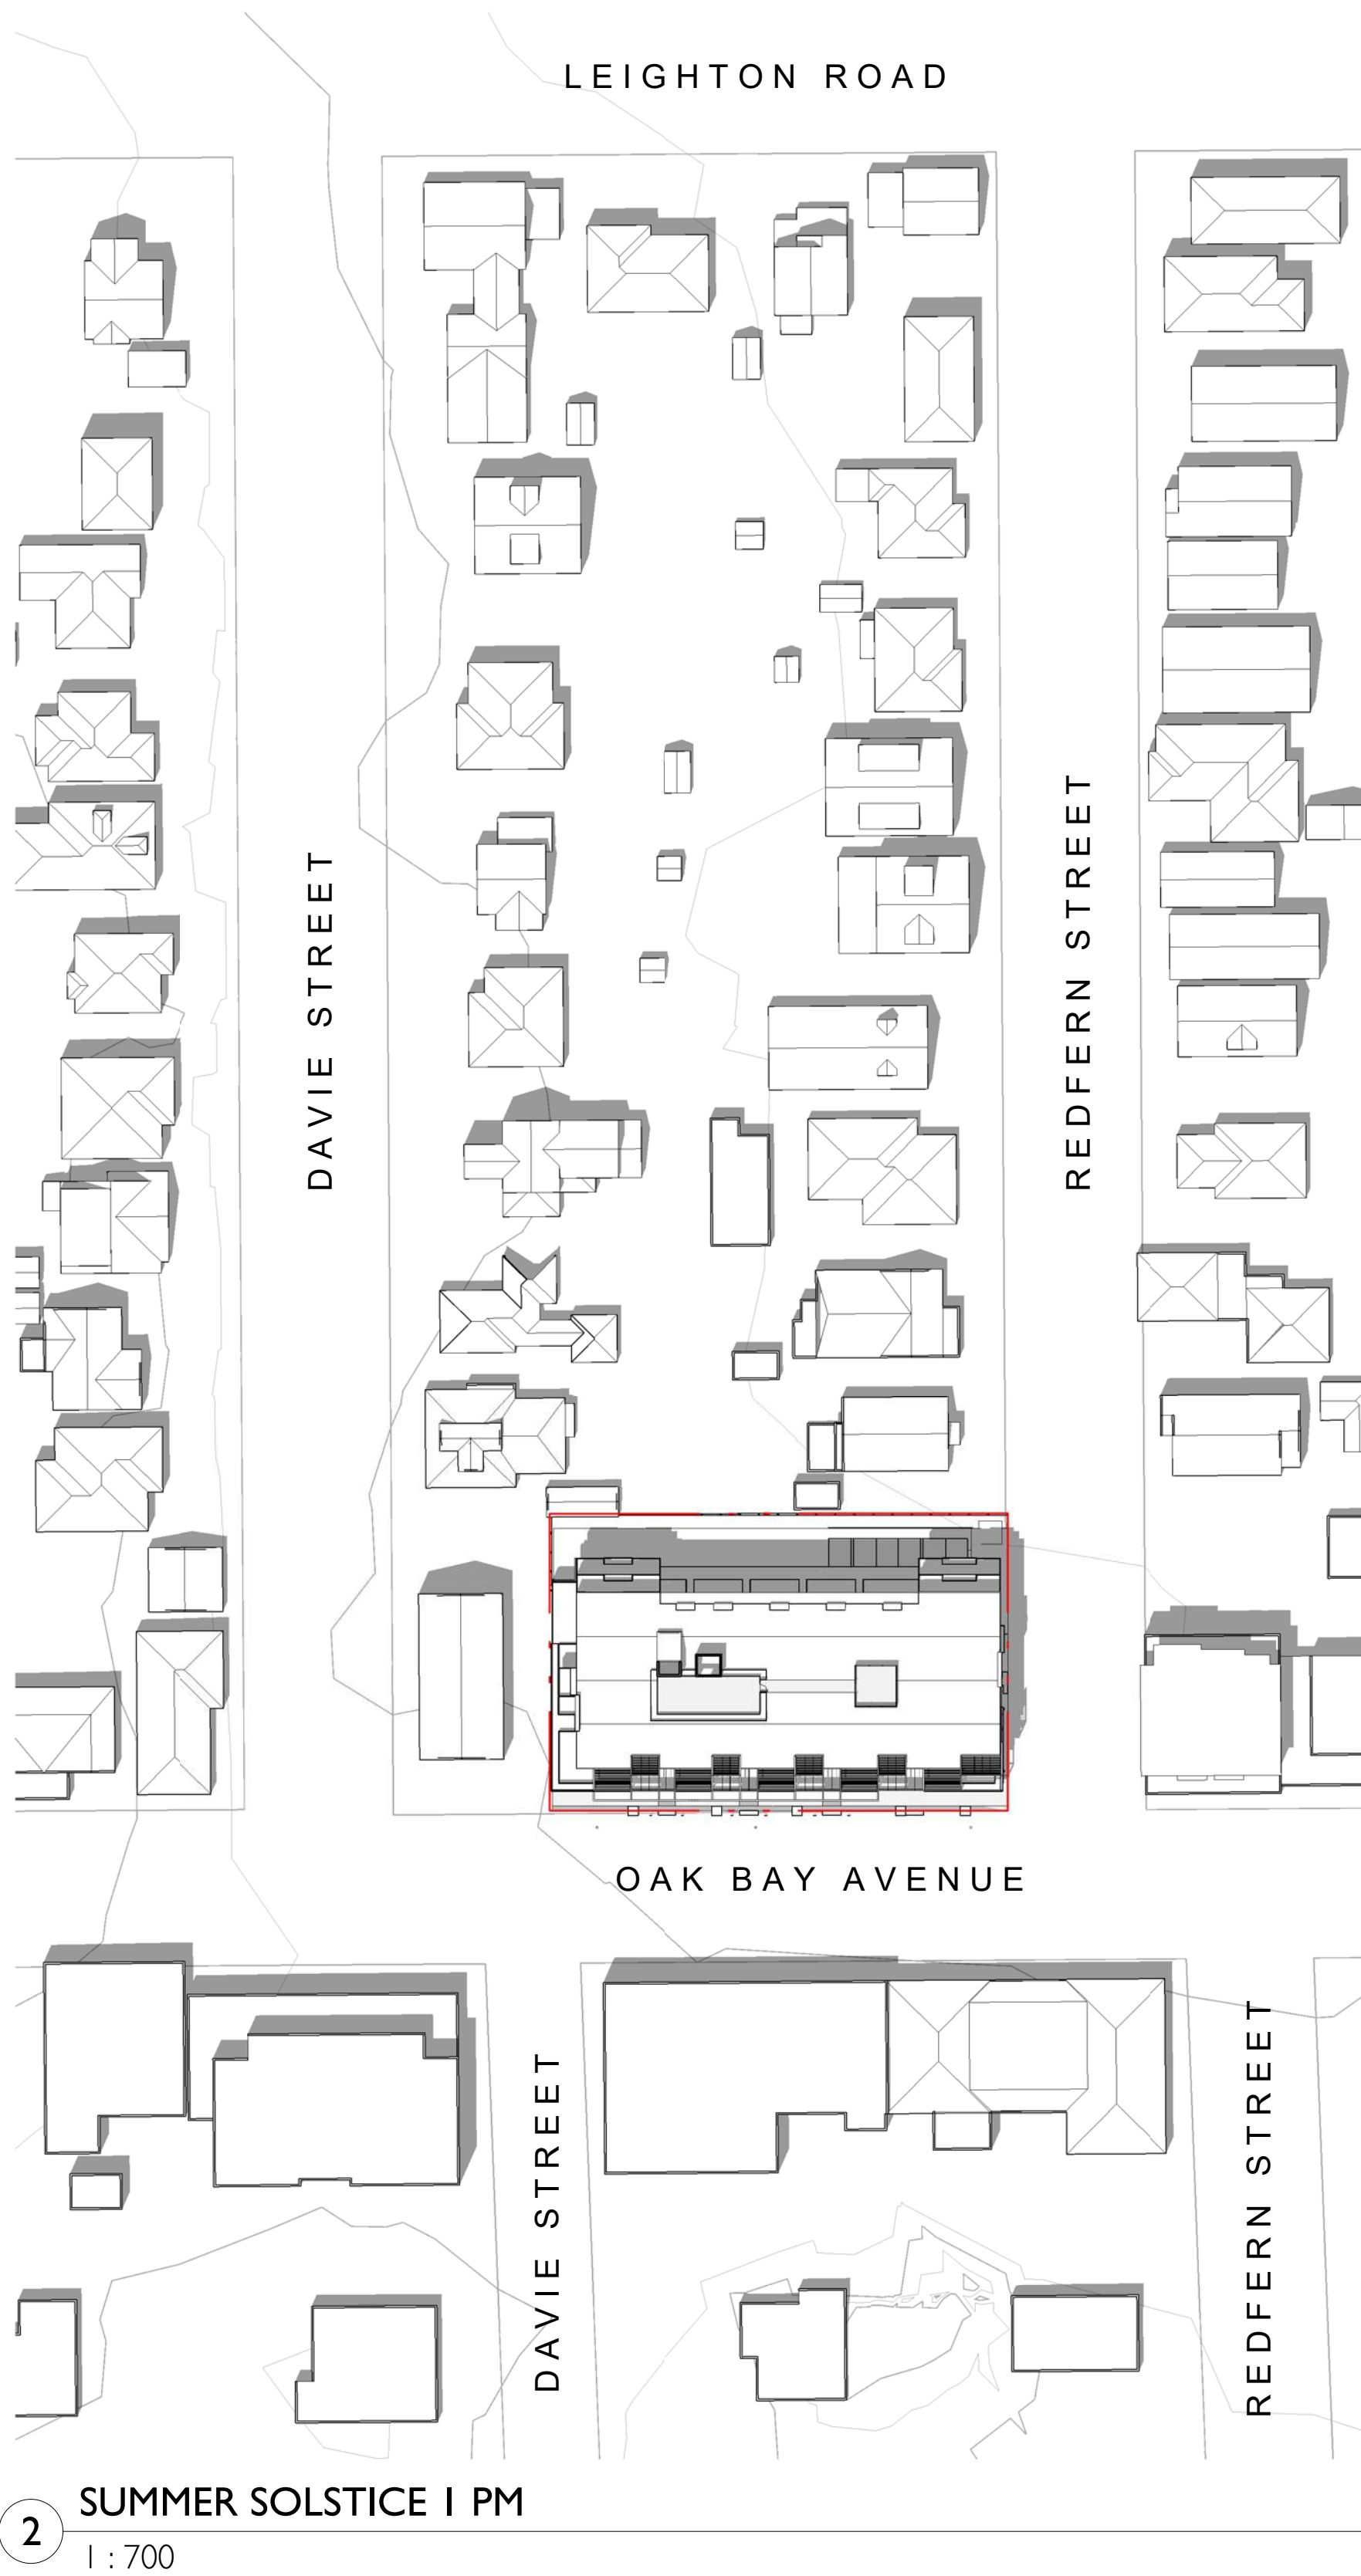 LEIGHTON ROAD
DAVIE STREET
REDFERN STREET
OAK BAY AVENUE
DAVIE STREET
REDFERN STREET
2
SUMMER SOLSTICE 1 PM
1 : 700